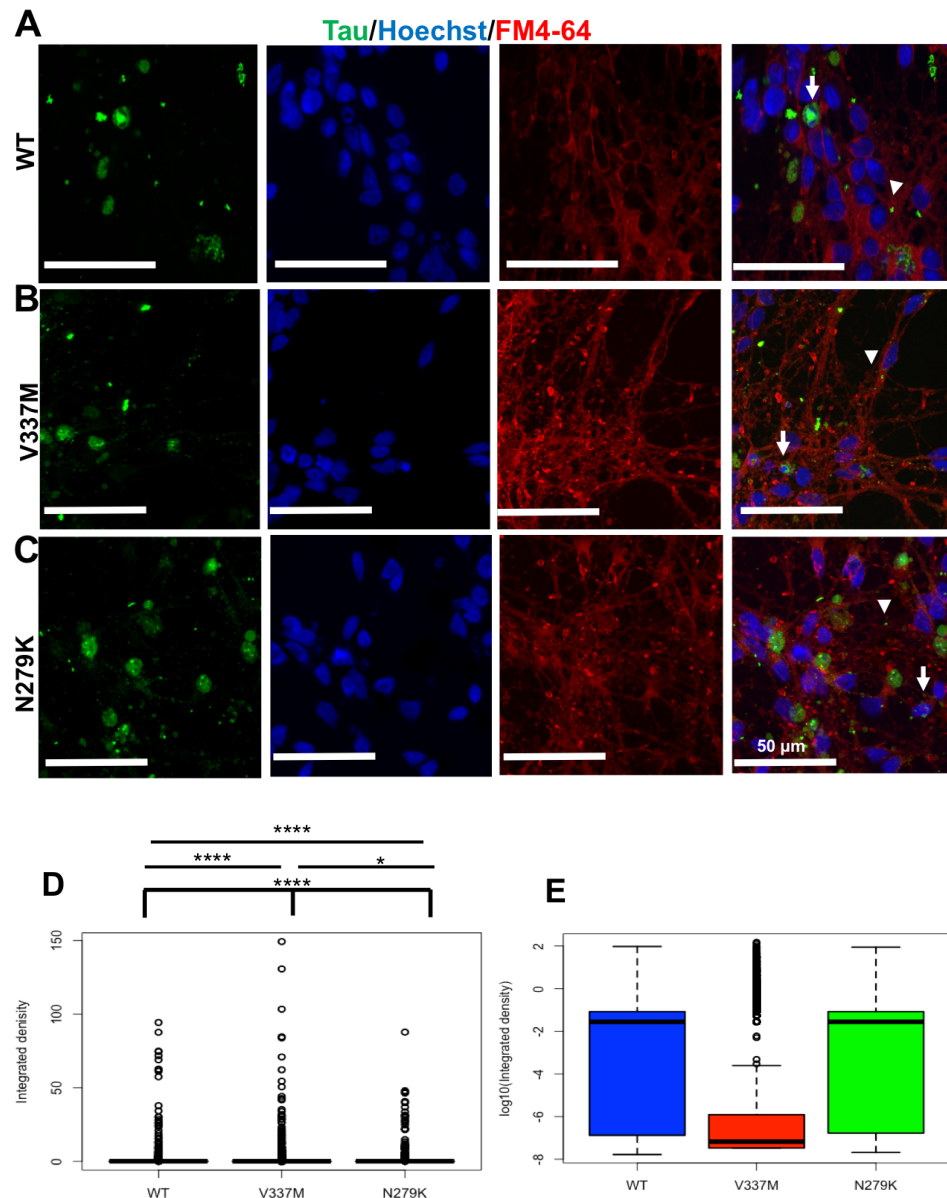 A
Tau/Hoechst/FM4-64
WT
B
V337M
C
N279K
50 µm
D
****
****
*
****
Integrated denisity
150
100
50
0
WT
V337M
N279K
E
log10(Integrated density)
2
0
-2
-4
-6
-8
WT
V337M
N279K